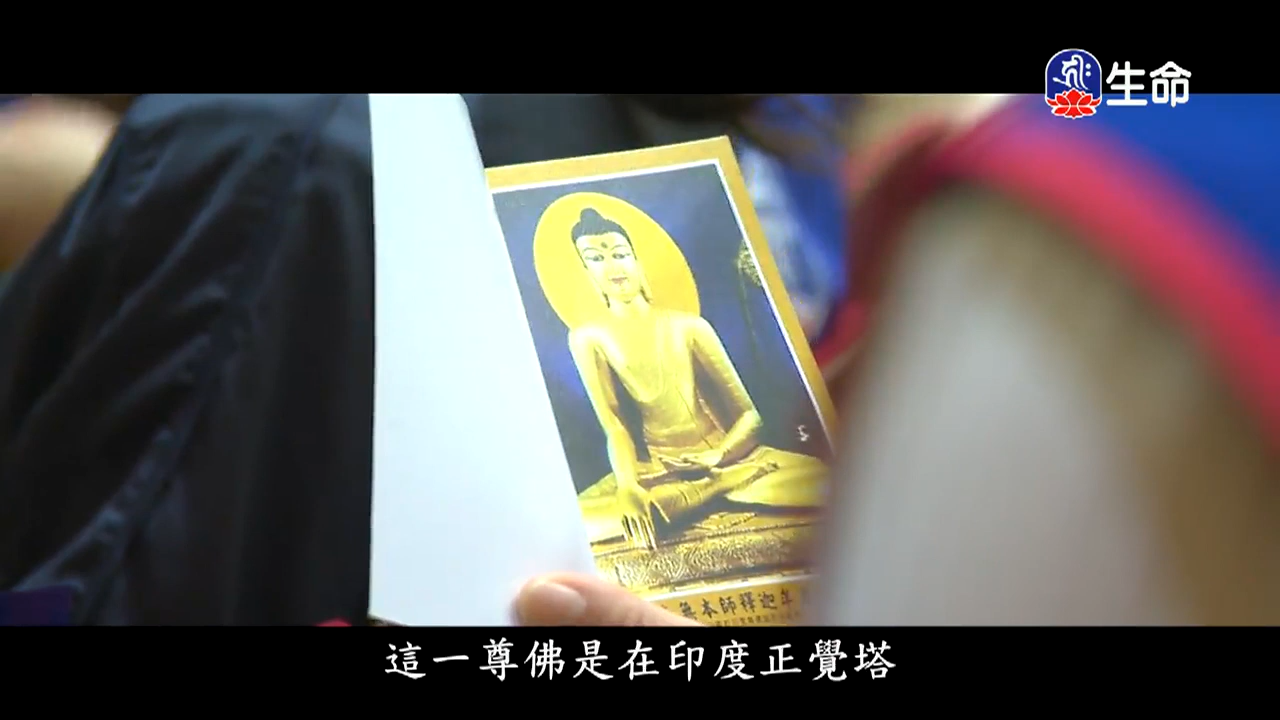 生命
無本師釋迦牟
這一尊佛是在印度正覺塔